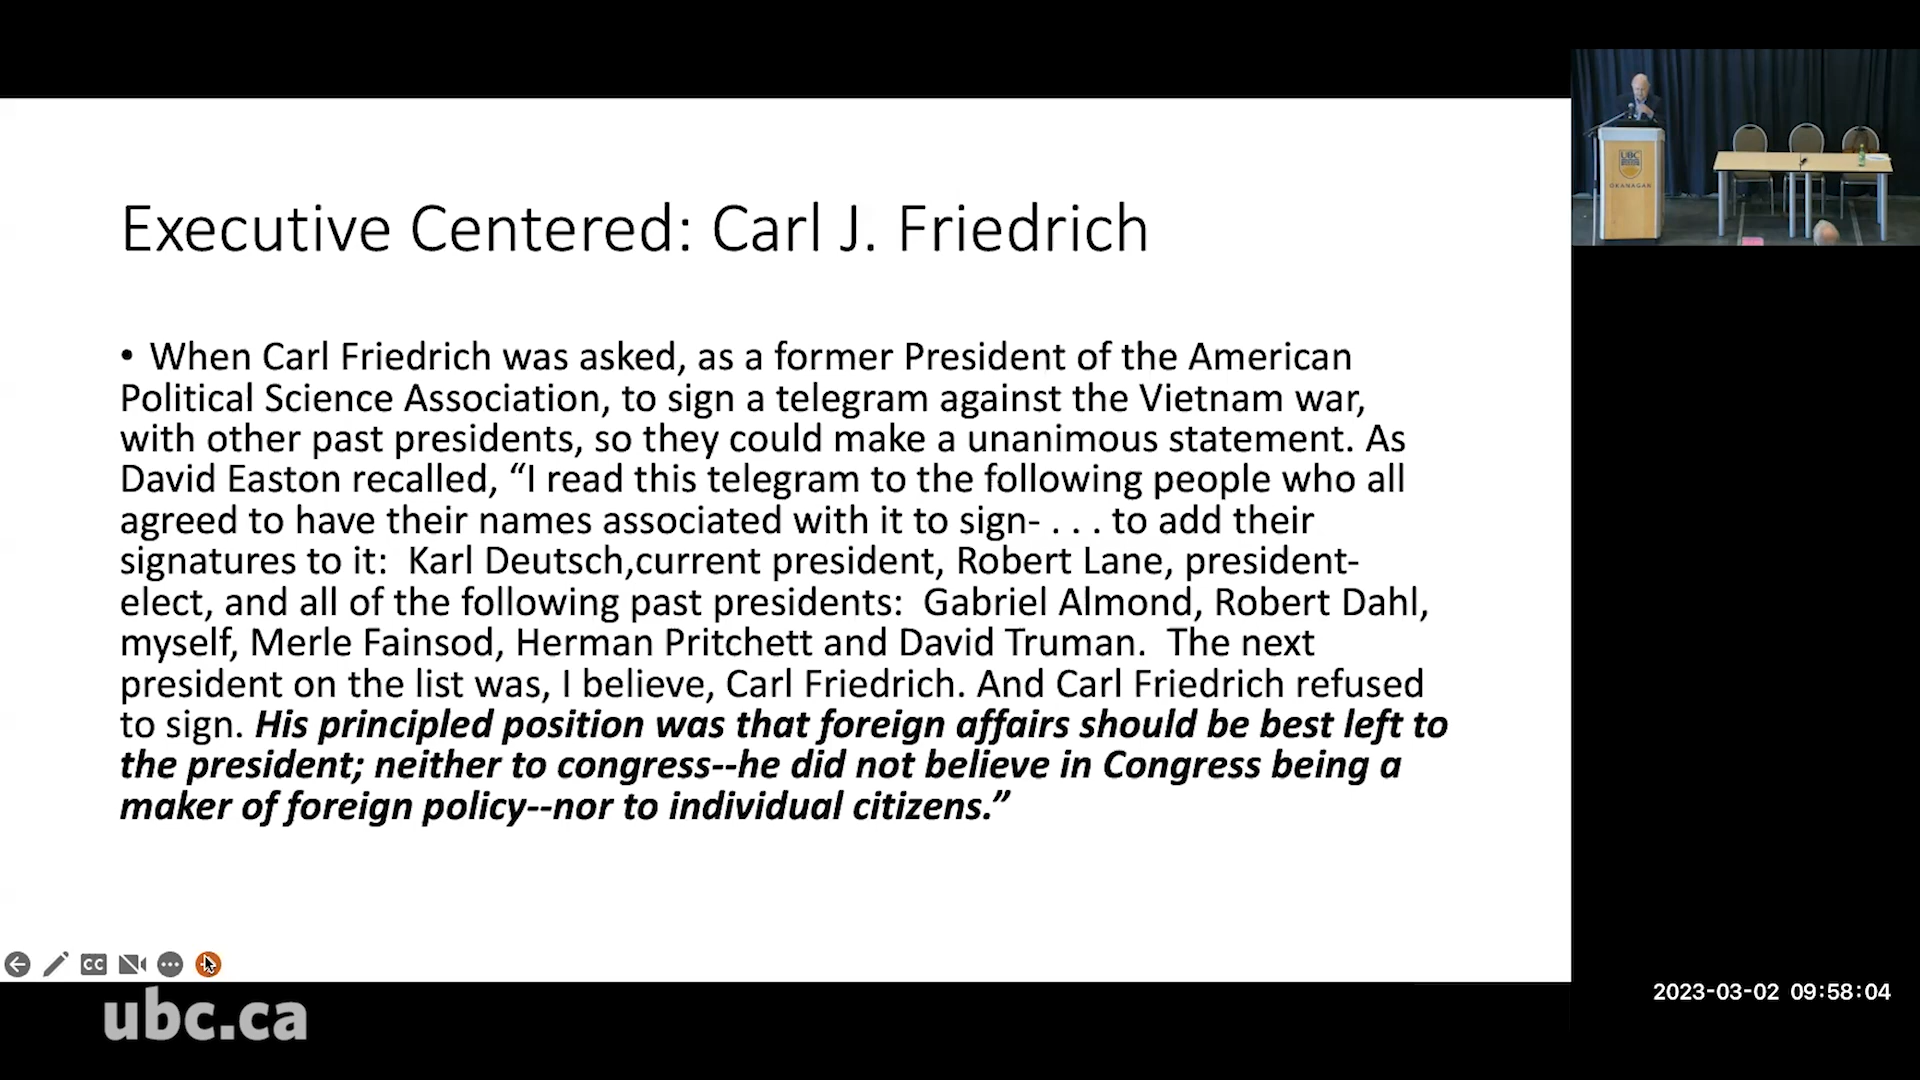 Executive Centered: Carl J. Friedrich
• When Carl Friedrich was asked, as a former President of the American
Political Science Association, to sign a telegram against the Vietnam war,
with other past presidents, so they could make a unanimous statement. As
David Easton recalled, “I read this telegram to the following people who all
agreed to have their names associated with it to sign- . . . to add their
signatures to it:  Karl Deutsch,current president, Robert Lane, president-
elect, and all of the following past presidents:  Gabriel Almond, Robert Dahl,
myself, Merle Fainsod, Herman Pritchett and David Truman.  The next
president on the list was, I believe, Carl Friedrich. And Carl Friedrich refused
to sign. His principled position was that foreign affairs should be best left to
the president; neither to congress--he did not believe in Congress being a
maker of foreign policy--nor to individual citizens.”
CC
ubc.ca
UBC
OKANAGAN
2023-03-02 09:58:04